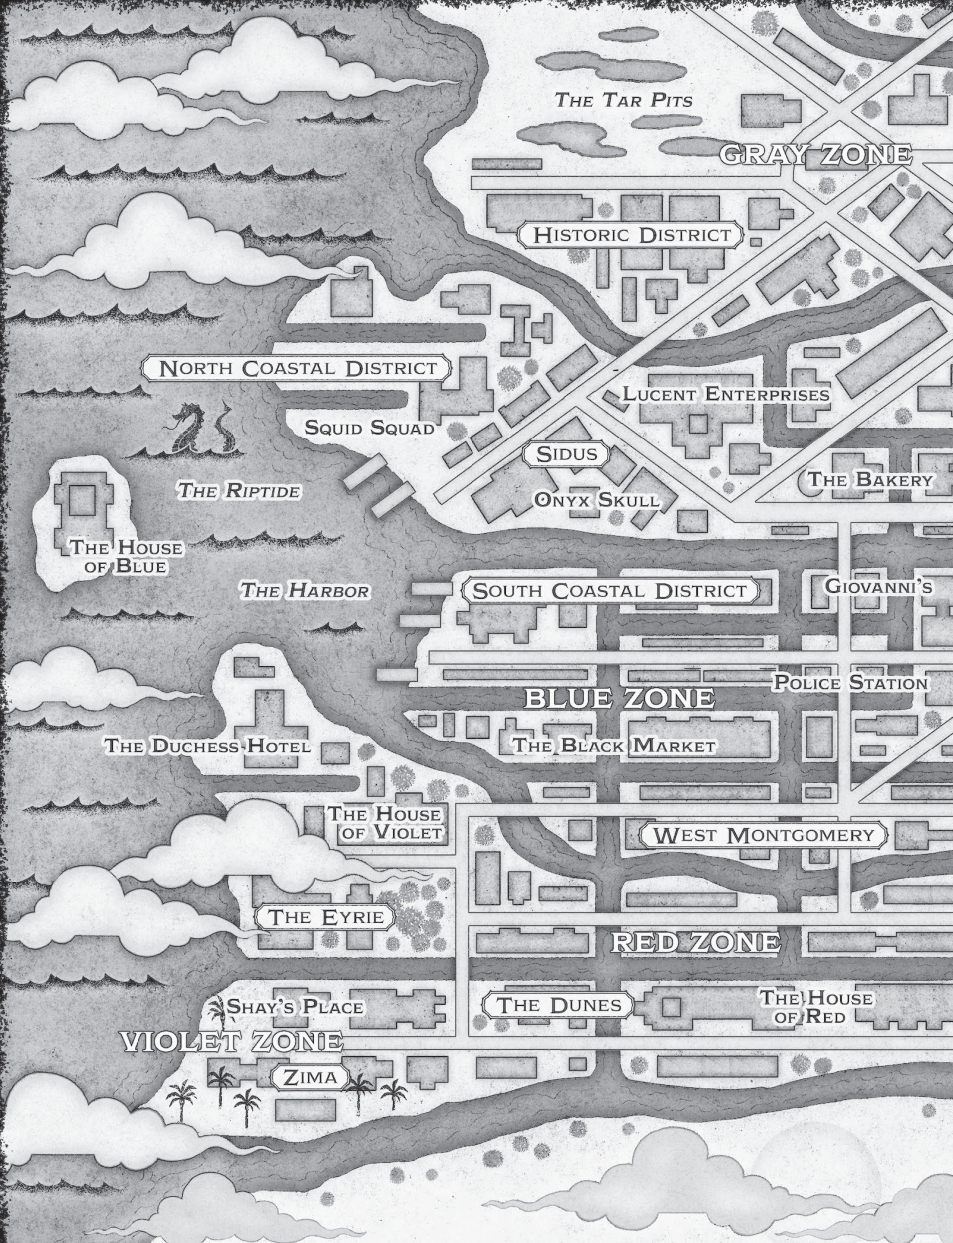 The Tar Pits
GRAY ZONE
Historic District
North Coastal District
Lucent Enterprises
Squid Squad
Sidus
The Bakery
The Riptide
Onyx Skull
The House
of Blue
The Harbor
South Coastal District
Giovanni's
Police Station
BLUE ZONE
The Duchess Hotel
The Black Market
The House
of Violet
West Montgomery
The Eyrie
RED ZONE
Shay's Place
The Dunes
The House
of Red
VIOLET ZONE
Zima